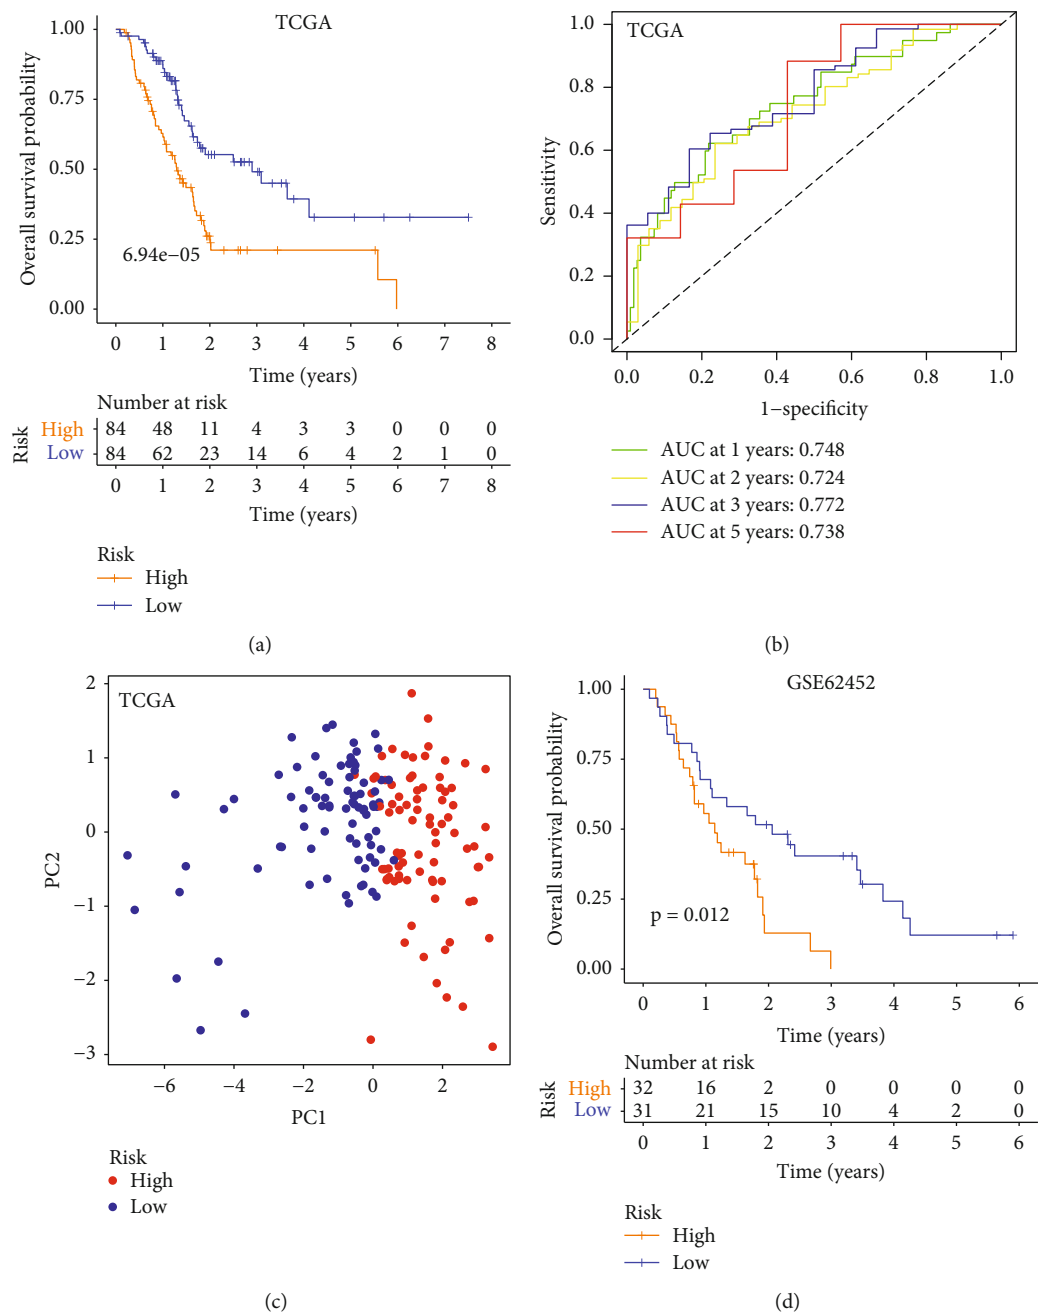 TCGA
1.00
0.75
0.50
0.25
0.00
Overall survival probability
6.94e−05
0 1 2 3 4 5 6 7 8
Time (years)
Number at risk
Risk
High 84 48 11 4 3 3 0 0 0
Low 84 62 23 14 6 4 2 1 0
0 1 2 3 4 5 6 7 8
Time (years)
Risk
High
Low
(a)
TCGA
1.0
0.8
0.6
0.4
0.2
0.0
Sensitivity
0.0 0.2 0.4 0.6 0.8 1.0
1−specificity
AUC at 1 years: 0.748
AUC at 2 years: 0.724
AUC at 3 years: 0.772
AUC at 5 years: 0.738
(b)
TCGA
2
1
0
−1
−2
−3
PC2
−6 −4 −2 0 2
PC1
Risk
High
Low
(c)
GSE62452
1.00
0.75
0.50
0.25
0.00
Overall survival probability
p = 0.012
0 1 2 3 4 5 6
Time (years)
Number at risk
Risk
High 32 16 2 0 0 0 0
Low 31 21 15 10 4 2 0
0 1 2 3 4 5 6
Time (years)
Risk
High
Low
(d)